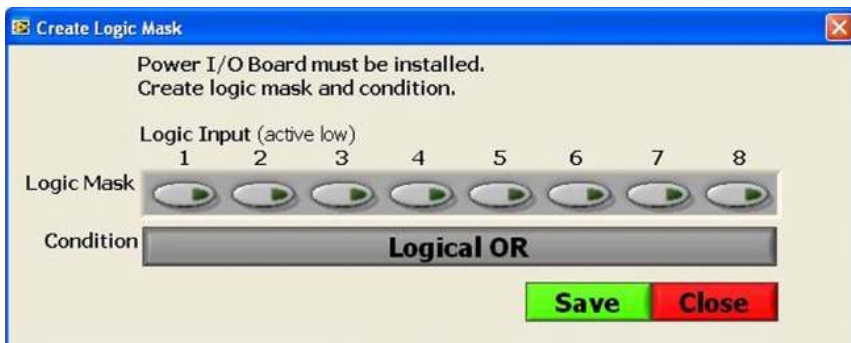 Create Logic Mask
Power I/O Board must be installed.
Create logic mask and condition.
Logic Input (active low)
1 2 3 4 5 6 7 8
Logic Mask
Condition Logical OR
Save Close